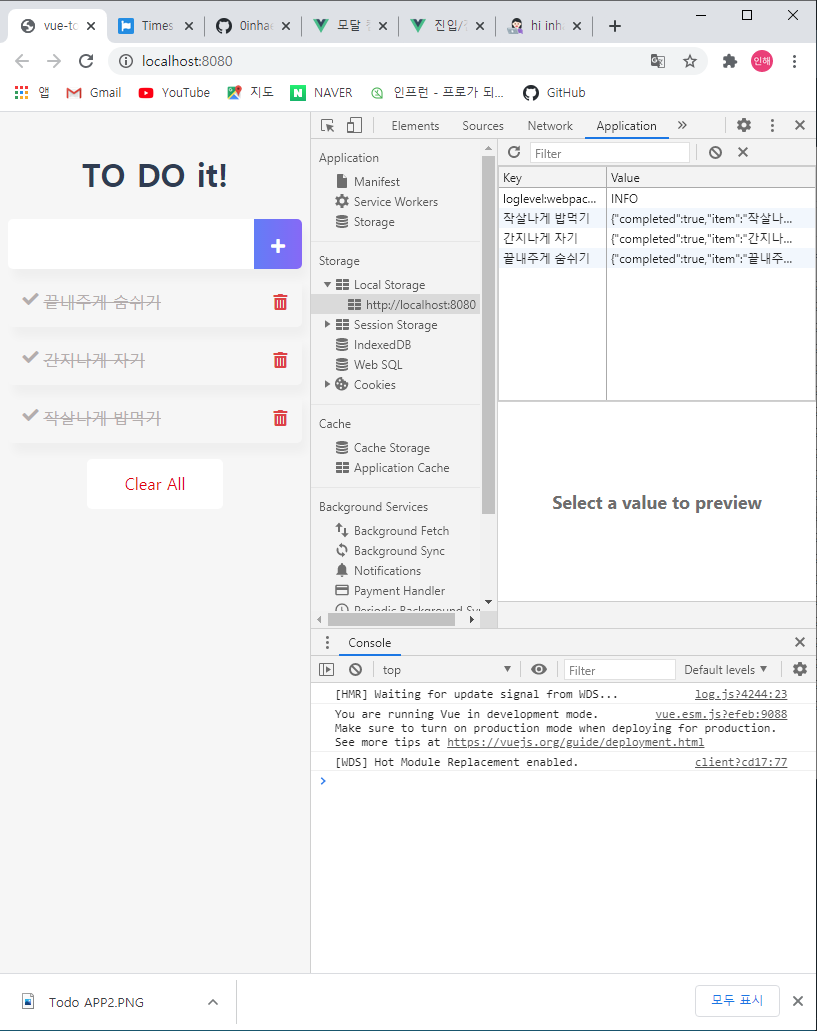 vue-to
Times
0inhae
모달
진입/
hi inh
localhost:8080
인해
앱
Gmail
YouTube
지도
NAVER
인프런 - 프로가 되...
GitHub
TO DO it!
+
끝내주게 숨쉬기
간지나게 자기
작살나게 밥먹기
Clear All
Elements
Sources
Network
Application
Application
Manifest
Service Workers
Storage
Storage
Local Storage
http://localhost:8080
Session Storage
IndexedDB
Web SQL
Cookies
Cache
Cache Storage
Application Cache
Background Services
Background Fetch
Background Sync
Notifications
Payment Handler
Periodic Background Sy
Filter
Key Value
loglevel:webpac... INFO
작살나게 밥먹기 {"completed":true,"item":"작살나...
간지나게 자기 {"completed":true,"item":"간지나...
끝내주게 숨쉬기 {"completed":true,"item":"끝내주...
Select a value to preview
Console
top
Filter
Default levels
[HMR] Waiting for update signal from WDS... log.js?4244:23
You are running Vue in development mode. vue.esm.js?efeb:9088
Make sure to turn on production mode when deploying for production.
See more tips at https://vuejs.org/guide/deployment.html
[WDS] Hot Module Replacement enabled. client?cd17:77
Todo APP2.PNG
모두 표시